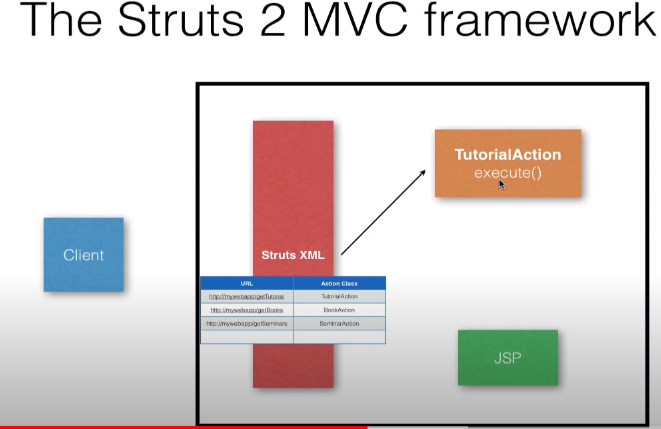 The Struts 2 MVC framework
TutorialAction
execute()
Client
Struts XML
URL Action Class
http://mywebapp/getTutorial TutorialAction
http://mywebapp/getBooks BookAction
http://mywebapp/getSeminars SeminarAction
JSP